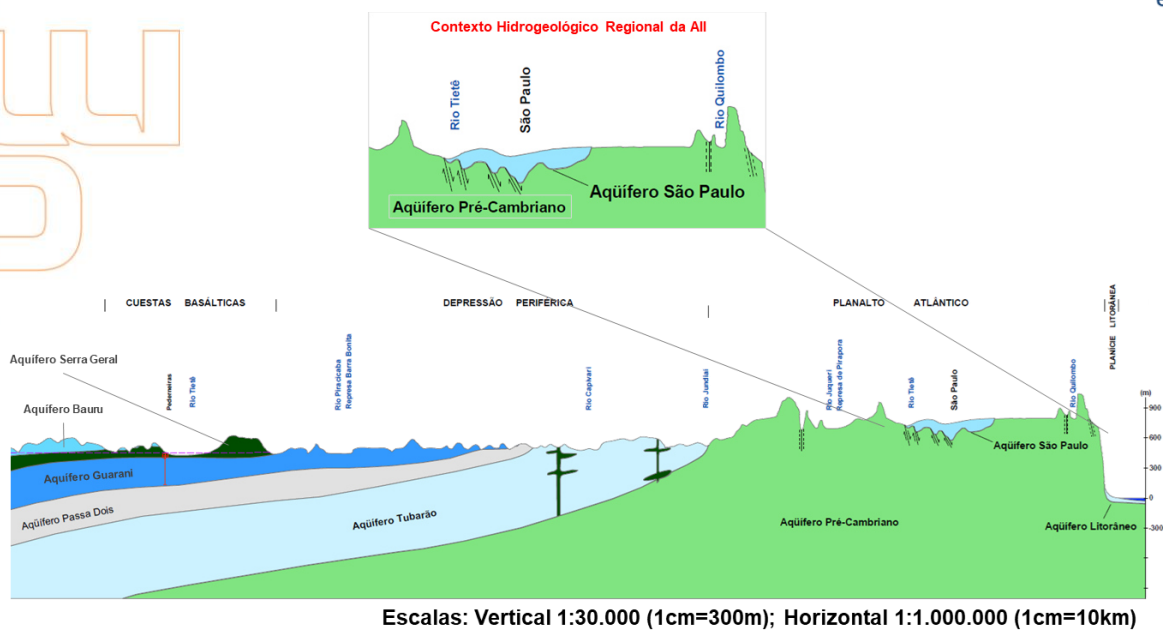 Contexto Hidrogeológico Regional da AII
Rio Tietê
São Paulo
Rio Quilombo
Aqüífero São Paulo
Aqüífero Pré-Cambriano
CUESTAS BASÁLTICAS
DEPRESSÃO PERIFÉRICA
PLANALTO ATLÂNTICO
PLANÍCIE LITORÂNEA
Aquífero Serra Geral
Aqüífero Bauru
Pederneiras
Rio Tietê
Rio Piracicaba
Represa Barra Bonita
Rio Capivari
Rio Jundiaí
Rio Juqueri
Represa de Pirapora
Rio Tietê
São Paulo
Rio Quilombo
(m)
900
600
300
0
-300
Aqüífero São Paulo
Aquífero Guarani
Aqüífero Passa Dois
Aqüífero Tubarão
Aqüífero Pré-Cambriano
Aqüífero Litorâneo
Escalas: Vertical 1:30.000 (1cm=300m); Horizontal 1:1.000.000 (1cm=10km)